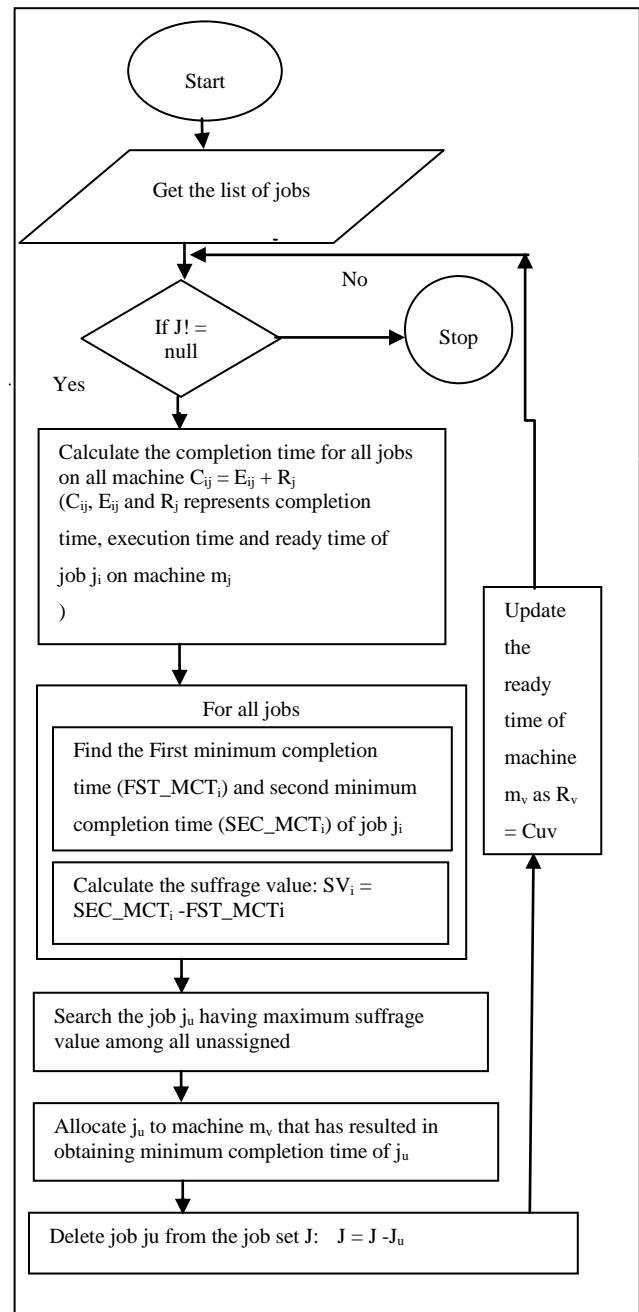 Start
Get the list of jobs
No
If J! =
null
Stop
Yes
Calculate the completion time for all jobs
on all machine Cij = Eij + Rj
(Cij, Eij and Rj represents completion
time, execution time and ready time of
job ji on machine mj
)
For all jobs
Find the First minimum completion
time (FST_MCTi) and second minimum
completion time (SEC_MCTi) of job ji
Calculate the suffrage value: SVi =
SEC_MCTi -FST_MCTi
Search the job ju having maximum suffrage
value among all unassigned
Allocate ju to machine mv that has resulted in
obtaining minimum completion time of ju
Delete job ju from the job set J: J = J -Ju
Update
the
ready
time of
machine
mv as Rv
= Cuv